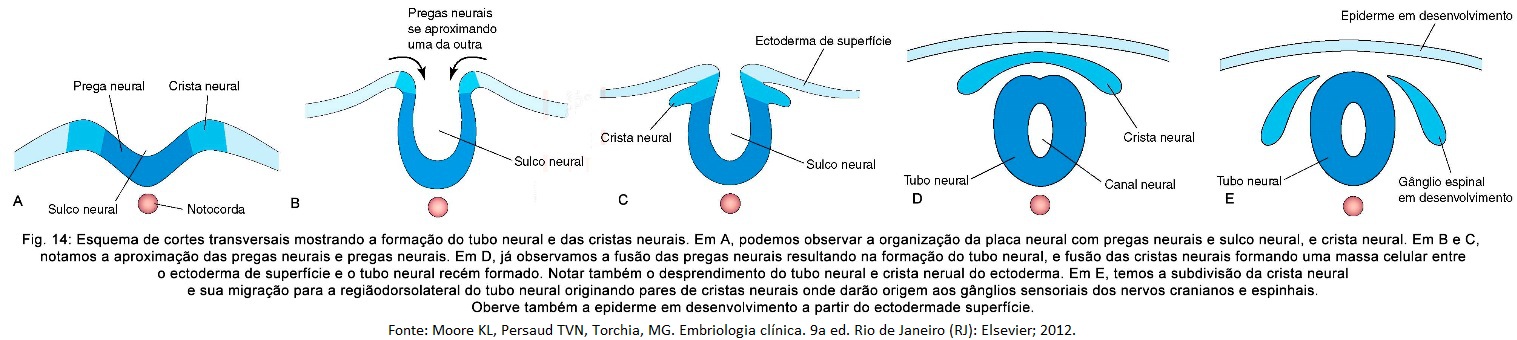 Prega neural
Crista neural
Sulco neural
Notocorda
A
Pregas neurais
se aproximando
uma da outra
Sulco neural
B
Ectoderma de superfície
Crista neural
Sulco neural
C
Crista neural
Tubo neural
Canal neural
D
Epiderme em desenvolvimento
Tubo neural
Gânglio espinal
em desenvolvimento
E
Fig. 14: Esquema de cortes transversais mostrando a formação do tubo neural e das cristas neurais. Em A, podemos observar a organização da placa neural com pregas neurais e sulco neural, e crista neural. Em B e C,
notamos a aproximação das pregas neurais e pregas neurais. Em D, já observamos a fusão das pregas neurais resultando na formação do tubo neural, e fusão das cristas neurais formando uma massa celular entre
o ectoderma de superfície e o tubo neural recém formado. Notar também o desprendimento do tubo neural e crista nerual do ectoderma. Em E, temos a subdivisão da crista neural
e sua migração para a regiãodorsolateral do tubo neural originando pares de cristas neurais onde darão origem aos gânglios sensoriais dos nervos cranianos e espinhais.
Oberve também a epiderme em desenvolvimento a partir do ectodermade superfície.
Fonte: Moore KL, Persaud TVN, Torchia, MG. Embriologia clínica. 9a ed. Rio de Janeiro (RJ): Elsevier; 2012.